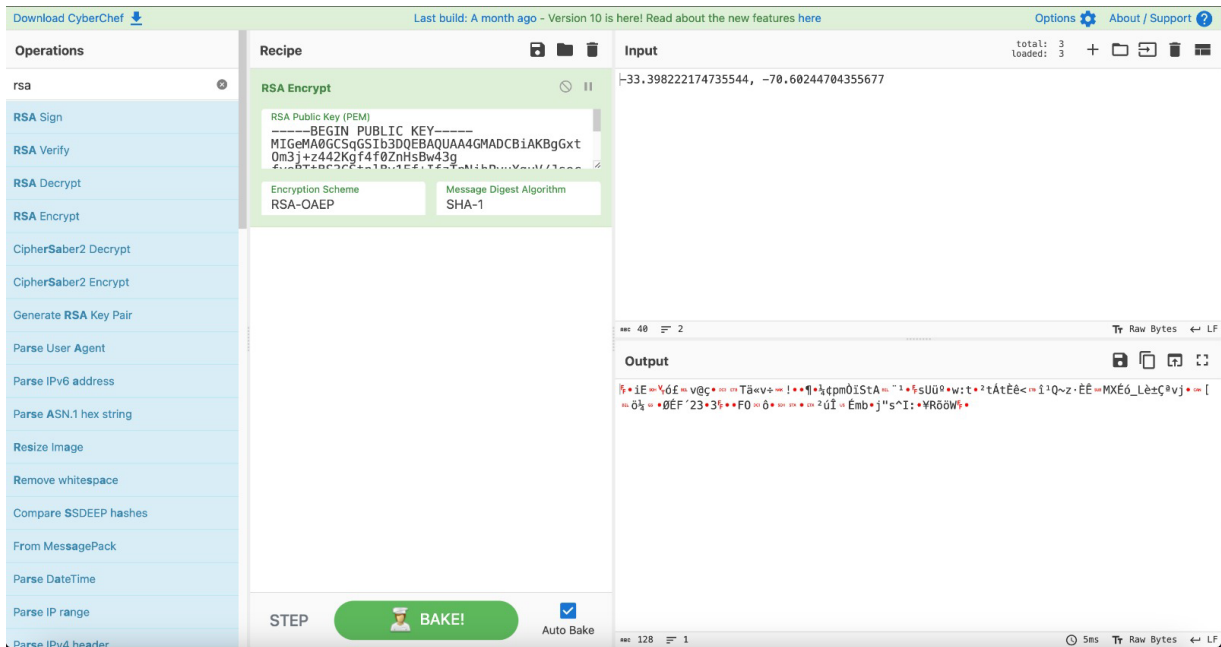 Download CyberChef
Last build: A month ago - Version 10 is here! Read about the new features here
Options
About / Support
Operations
rsa
RSA Sign
RSA Verify
RSA Decrypt
RSA Encrypt
CipherSaber2 Decrypt
CipherSaber2 Encrypt
Generate RSA Key Pair
Parse User Agent
Parse IPv6 address
Parse ASN.1 hex string
Resize Image
Remove whitespace
Compare SSDEEP hashes
From MessagePack
Parse DateTime
Parse IP range
Parse IPv4 header
Recipe
RSA Encrypt
RSA Public Key (PEM)
-----BEGIN PUBLIC KEY-----
MIGeMA0GCSqGSIb3DQEBAQUAA4GMADCBiAKBgGxt
Om3j+z442Kgf4f0ZnHsBw43g
Encryption Scheme
RSA-OAEP
Message Digest Algorithm
SHA-1
STEP
BAKE!
Auto Bake
Input
total: 3
loaded: 3
-33.398222174735544, -70.60244704355677
40 2
Raw Bytes LF
Output
128 1
5ms Raw Bytes LF